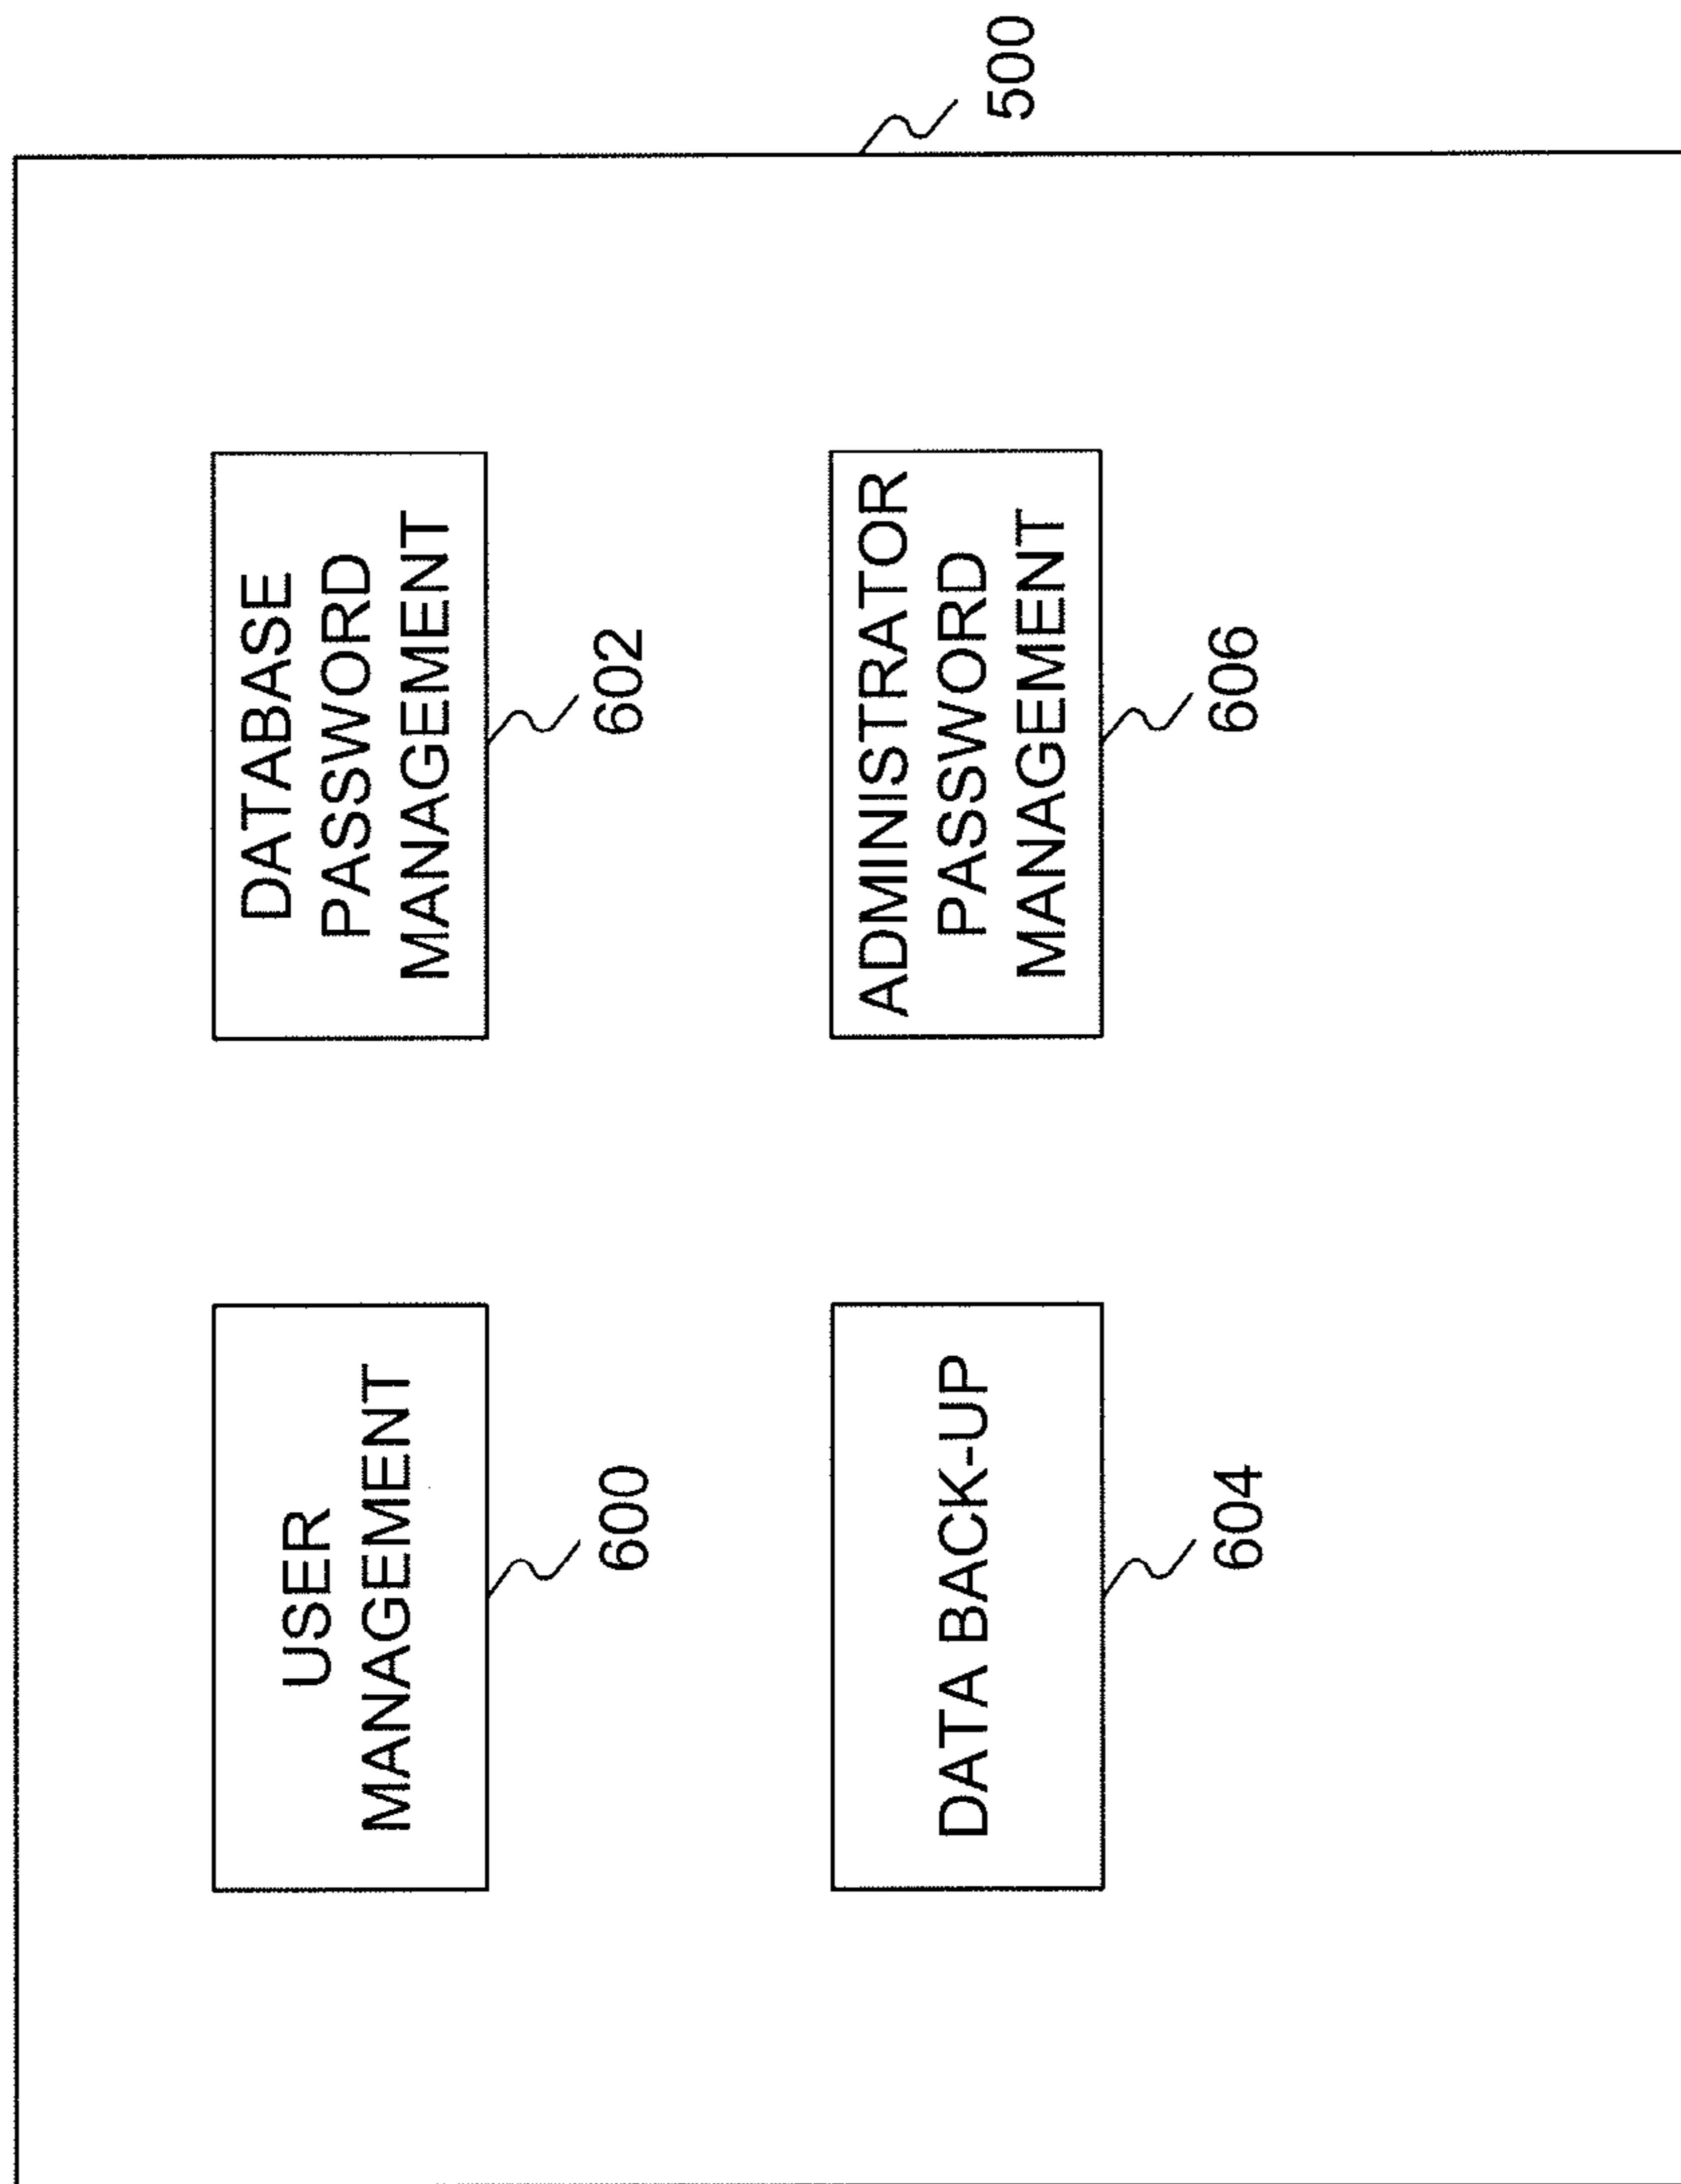 USER
MANAGEMENT
600
DATABASE
PASSWORD
MANAGEMENT
602
DATA BACK-UP
604
ADMINISTRATOR
PASSWORD
MANAGEMENT
606
500